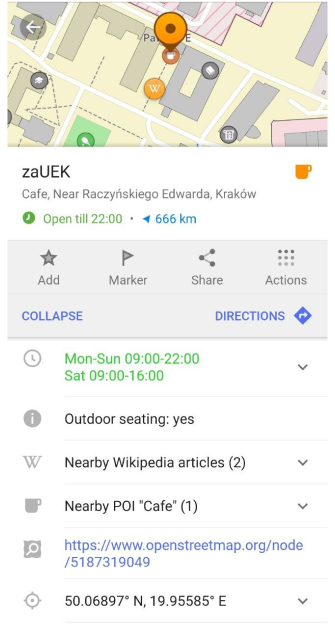 Pa E
W
zaUEK
Cafe, Near Raczyńskiego Edwarda, Kraków
Open till 22:00 • 666 km
Add
Marker
Share
Actions
COLLAPSE
DIRECTIONS
Mon-Sun 09:00-22:00
Sat 09:00-16:00
Outdoor seating: yes
W
Nearby Wikipedia articles (2)
Nearby POI "Cafe" (1)
https://www.openstreetmap.org/node
/5187319049
50.06897° N, 19.95585° E